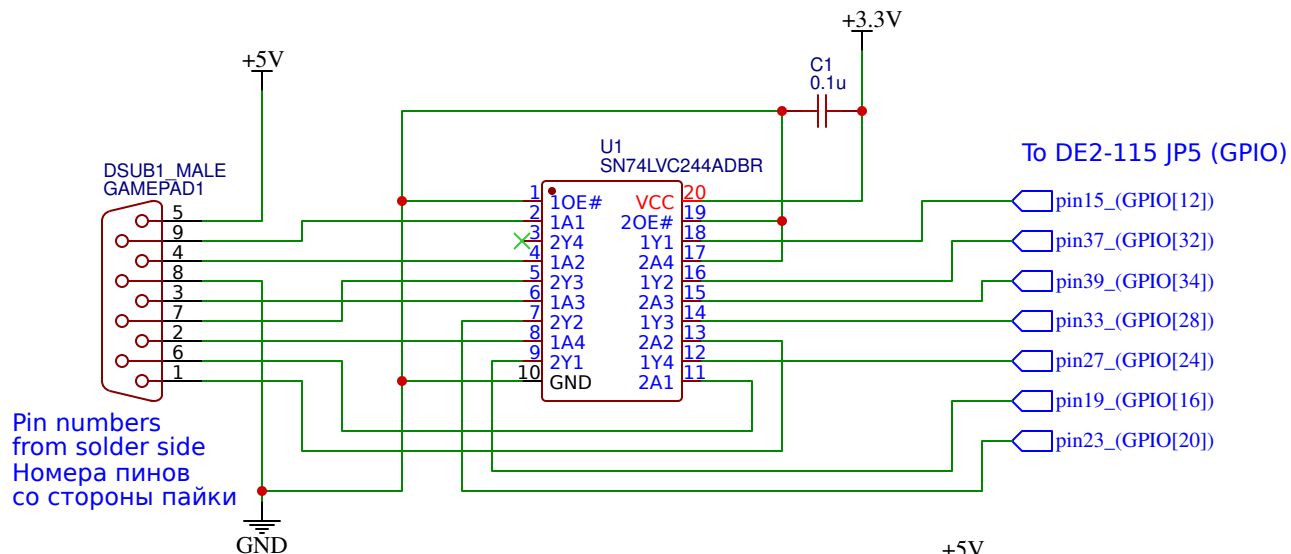 +3.3V
+5V
C1
0.1u
U1
SN74LVC244ADBR
To DE2-115 JP5 (GPIO)
DSUB1_MALE
GAMEPAD1
5
9
4
8
3
7
2
6
1
1 1OE# VCC 20
2 1A1 2OE# 19
3 2Y4 1Y1 18
4 1A2 2A4 17
5 2Y3 1Y2 16
6 1A3 2A3 15
7 2Y2 1Y3 14
8 1A4 2A2 13
9 2Y1 1Y4 12
10 GND 2A1 11
pin15_(GPIO[12])
pin37_(GPIO[32])
pin39_(GPIO[34])
pin33_(GPIO[28])
pin27_(GPIO[24])
pin19_(GPIO[16])
pin23_(GPIO[20])
Pin numbers
from solder side
Номера пинов
со стороны пайки
GND
+5V